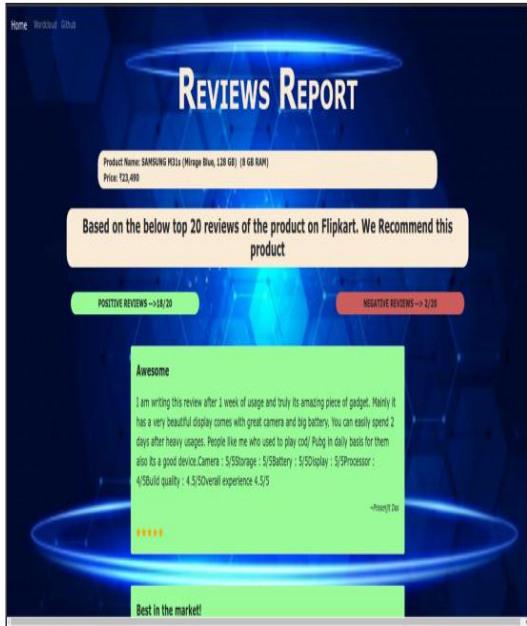 Home Wordcloud Github
REVIEWS REPORT
Product Name: SAMSUNG M31s (Mirage Blue, 128 GB) (8 GB RAM)
Price: ₹23,490
Based on the below top 20 reviews of the product on Flipkart. We Recommend this
product
POSITIVE REVIEWS -->18/20
NEGATIVE REVIEWS --> 2/20
Awesome
I am writing this review after 1 week of usage and truly its amazing piece of gadget. Mainly it
has a very beautiful display comes with great camera and big battery. You can easily spend 2
days after heavy usages. People like me who used to play cod/ Pubg in daily basis for them
also its a good device.Camera : 5/5Storage : 5/5Battery : 5/5Display : 5/5Processor :
4/5Build quality : 4.5/5Overall experience 4.5/5
~Prosenjit Das
Best in the market!